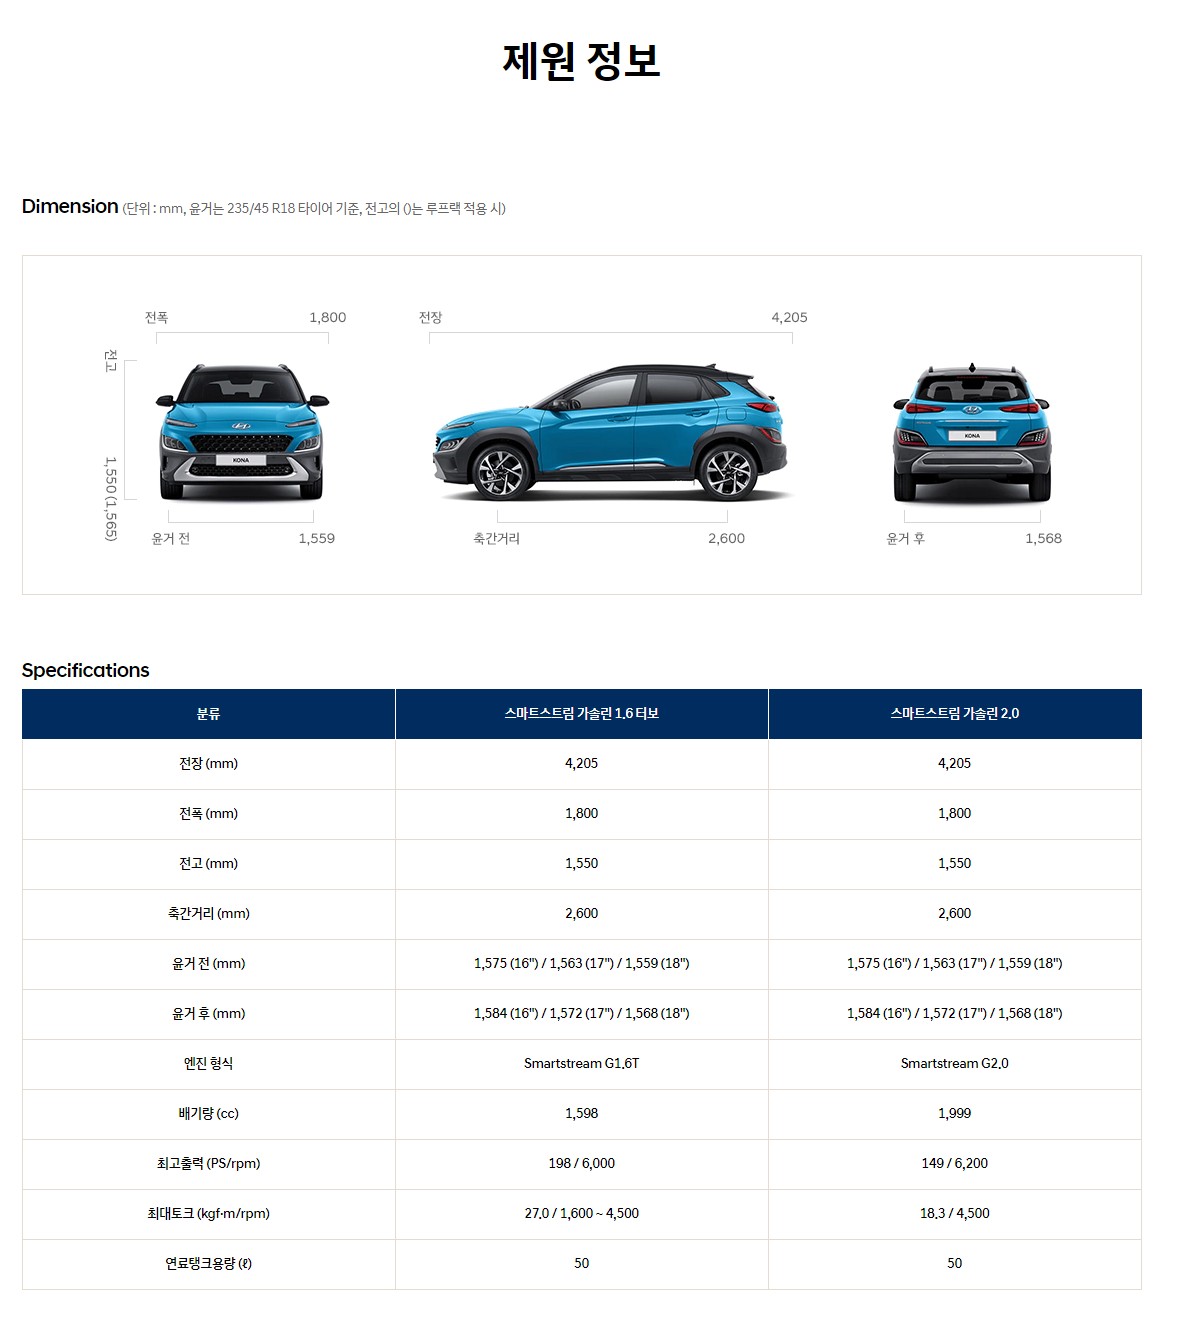 제원 정보
Dimension (단위 : mm, 윤거는 235/45 R18 타이어 기준, 전고의 ()는 루프랙 적용 시)
전폭 1,800
전장 4,205
전고 1,550 (1,565)
KONA
KONA
윤거 전 1,559
축간거리 2,600
윤거 후 1,568
Specifications
분류 스마트스트림 가솔린 1.6 터보 스마트스트림 가솔린 2.0
전장 (mm) 4,205 4,205
전폭 (mm) 1,800 1,800
전고 (mm) 1,550 1,550
축간거리 (mm) 2,600 2,600
윤거 전 (mm) 1,575 (16") / 1,563 (17") / 1,559 (18") 1,575 (16") / 1,563 (17") / 1,559 (18")
윤거 후 (mm) 1,584 (16") / 1,572 (17") / 1,568 (18") 1,584 (16") / 1,572 (17") / 1,568 (18")
엔진 형식 Smartstream G1.6T Smartstream G2.0
배기량 (cc) 1,598 1,999
최고출력 (PS/rpm) 198 / 6,000 149 / 6,200
최대토크 (kgf·m/rpm) 27.0 / 1,600 ~ 4,500 18.3 / 4,500
연료탱크용량 (ℓ) 50 50